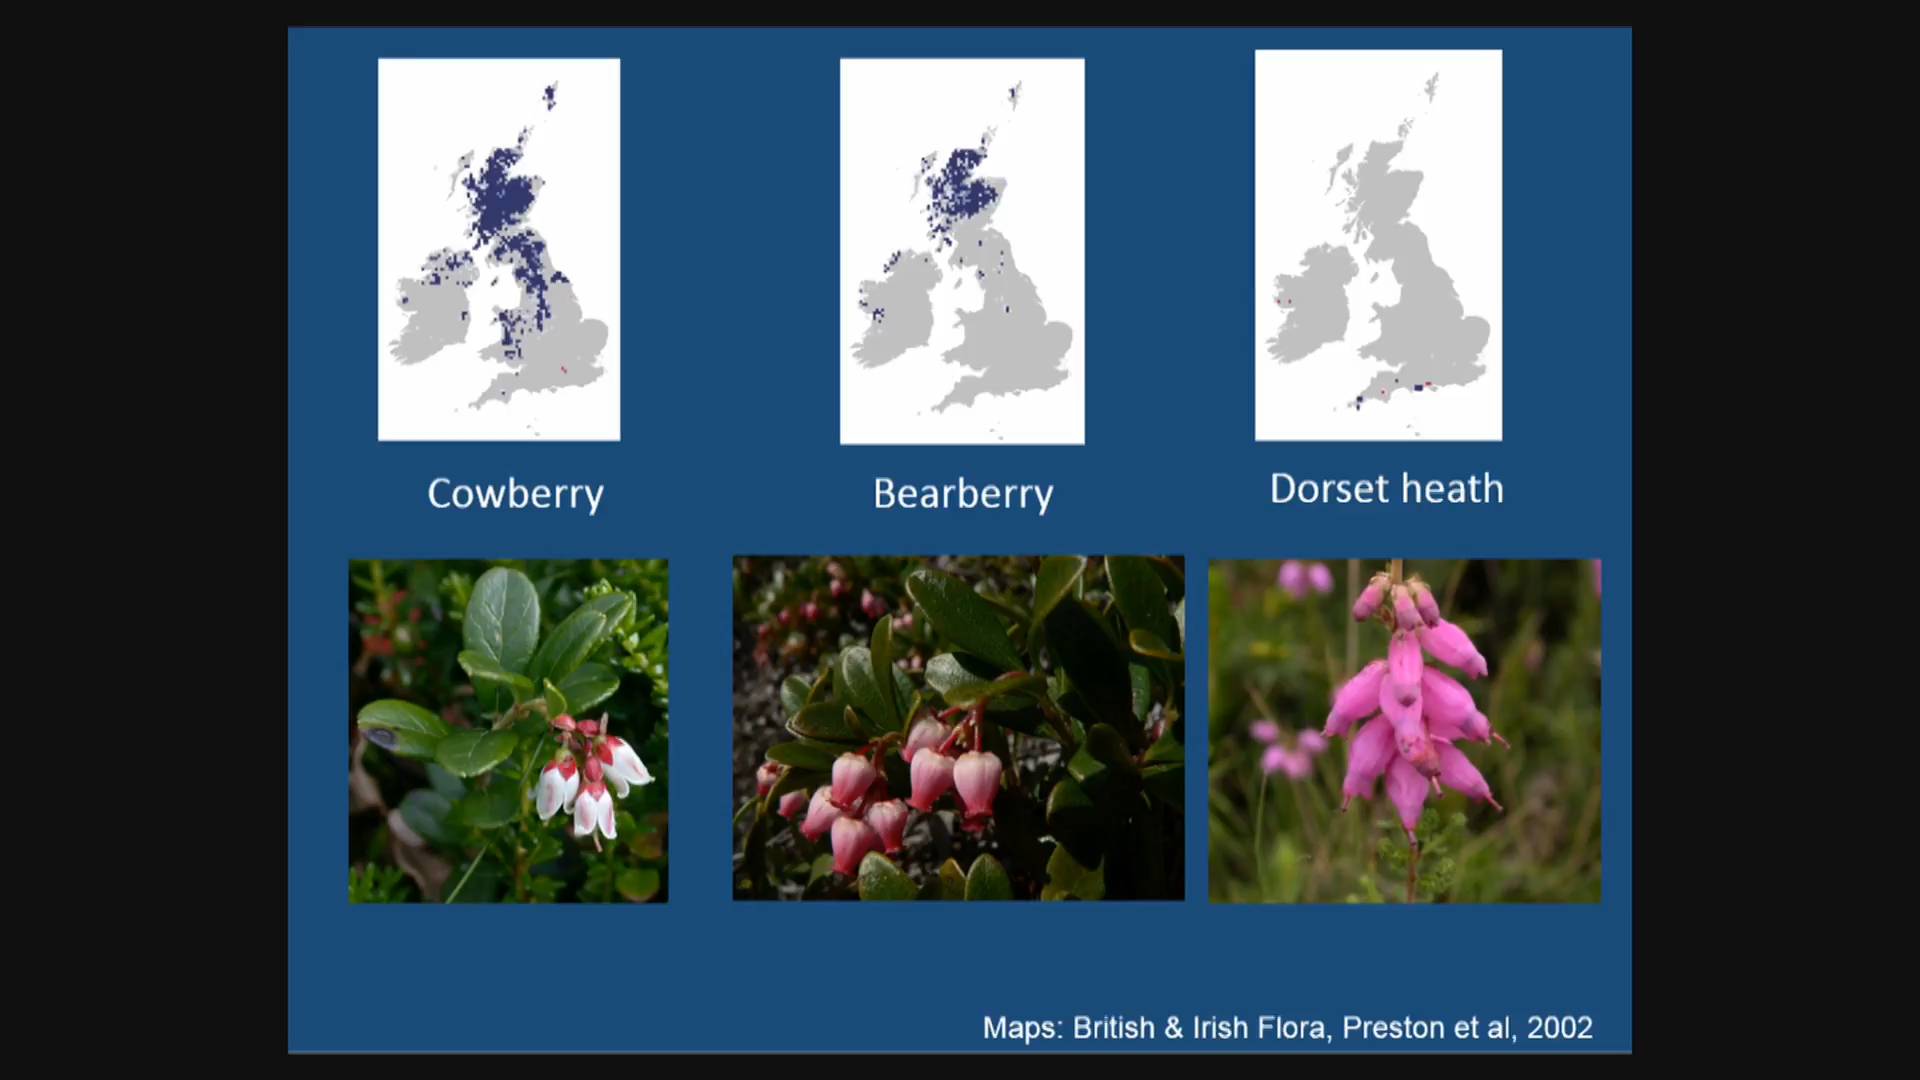 Cowberry
Bearberry
Dorset heath
Maps: British & Irish Flora, Preston et al, 2002